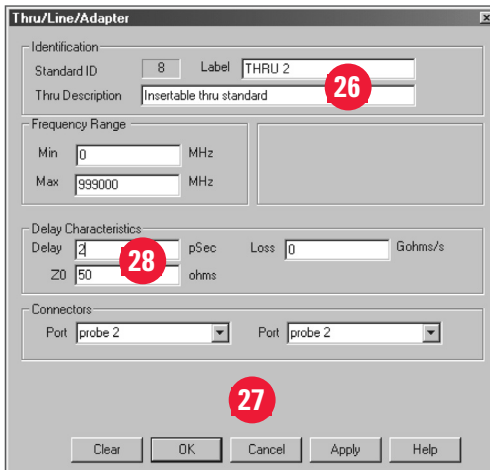 Thru/Line/Adapter
Identification
Standard ID 8 Label THRU 2
26
Thru Description Insertable thru standard
Frequency Range
Min 0 MHz
Max 999000 MHz
Delay Characteristics
Delay 2 pSec Loss 0 Gohms/s
28
Z0 50 ohms
Connectors
Port probe 2 Port probe 2
27
Clear OK Cancel Apply Help